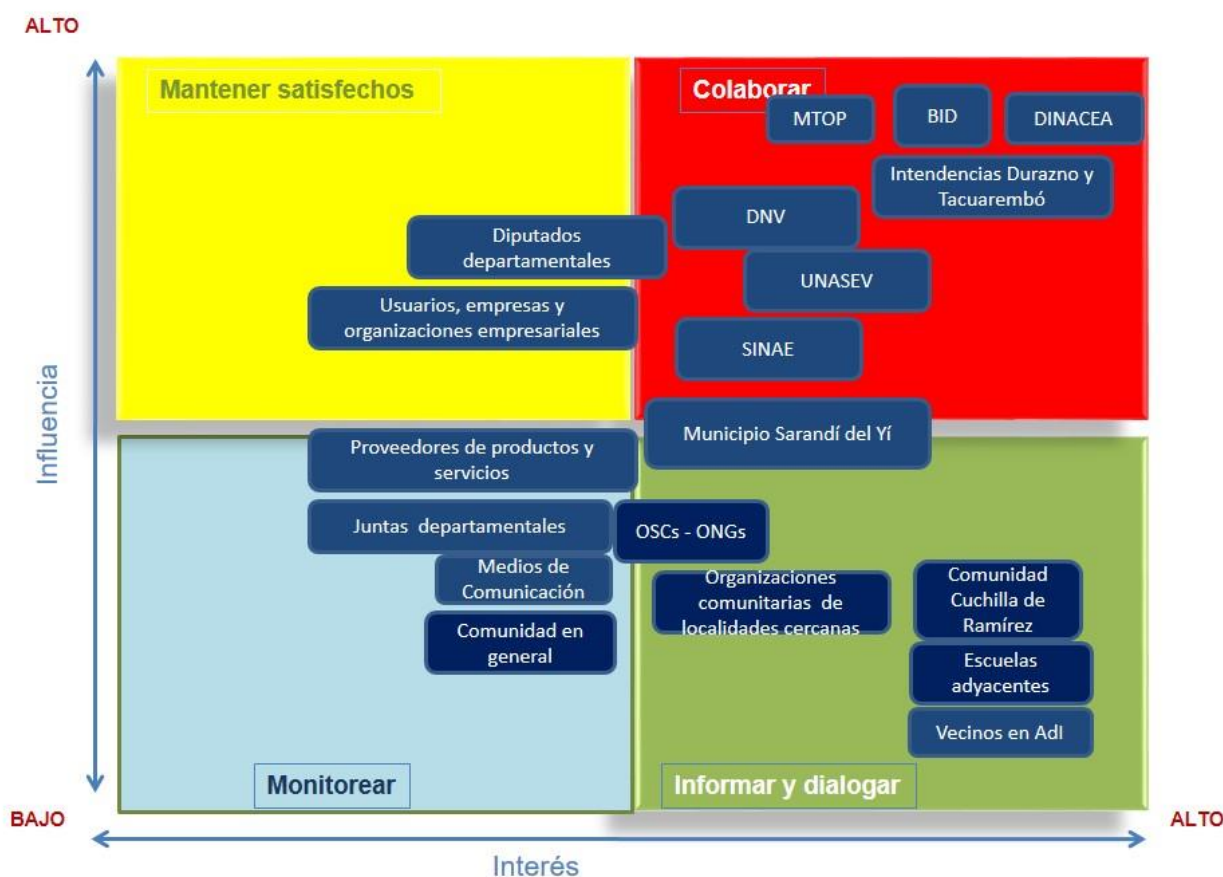 ALTO
Mantener satisfechos
Colaborar
MTOP
BID
DINACEA
Intendencias Durazno y
Tacuarembó
DNV
Diputados
departamentales
UNASEV
Usuarios, empresas y
organizaciones empresariales
SINAE
Influencia
Municipio Sarandí del Yí
Proveedores de productos y
servicios
Juntas departamentales
OSCs - ONGs
Medios de
Comunicación
Organizaciones
comunitarias de
localidades cercanas
Comunidad
Cuchilla de
Ramírez
Comunidad en
general
Escuelas
adyacentes
Vecinos en AdI
Monitorear
Informar y dialogar
BAJO
ALTO
Interés